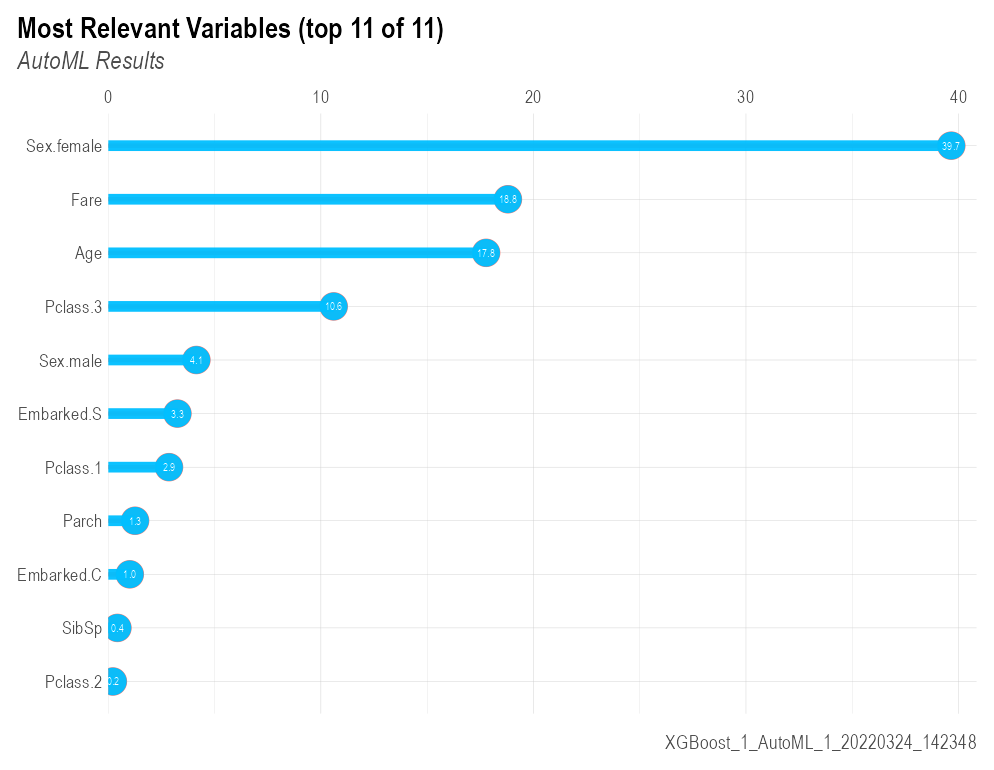 Most Relevant Variables (top 11 of 11)
AutoML Results
0 10 20 30 40
Sex.female 39.7
Fare 18.8
Age 17.8
Pclass.3 10.6
Sex.male 4.1
Embarked.S 3.3
Pclass.1 2.9
Parch 1.3
Embarked.C 1.0
SibSp 0.4
Pclass.2 0.2
XGBoost_1_AutoML_1_20220324_142348